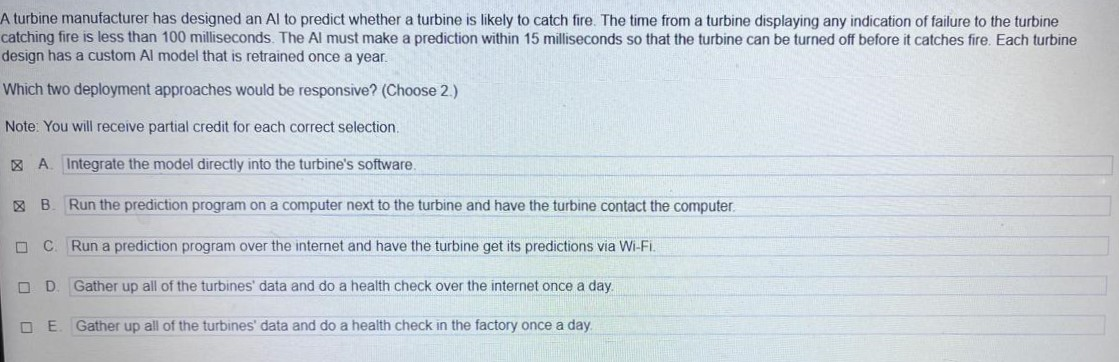 A turbine manufacturer has designed an AI to predict whether a turbine is likely to catch fire. The time from a turbine displaying any indication of failure to the turbine
catching fire is less than 100 milliseconds. The AI must make a prediction within 15 milliseconds so that the turbine can be turned off before it catches fire. Each turbine
design has a custom AI model that is retrained once a year.
Which two deployment approaches would be responsive? (Choose 2.)
Note: You will receive partial credit for each correct selection.
A. Integrate the model directly into the turbine's software.
B. Run the prediction program on a computer next to the turbine and have the turbine contact the computer.
C. Run a prediction program over the internet and have the turbine get its predictions via Wi-Fi.
D. Gather up all of the turbines' data and do a health check over the internet once a day.
E. Gather up all of the turbines' data and do a health check in the factory once a day.